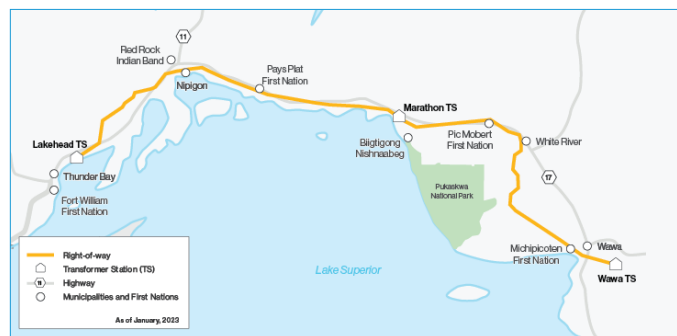 11
Red Rock
Indian Band
Nipigon
Pays Plat
First Nation
Marathon TS
Lakehead TS
Biigtigong
Nishnaabeg
Pic Mobert
First Nation
White River
Thunder Bay
Fort William
First Nation
Pukaskwa
National Park
17
Michipicoten
First Nation
Wawa
Wawa TS
Lake Superior
Right-of-way
Transformer Station (TS)
11 Highway
Municipalities and First Nations
As of January, 2023